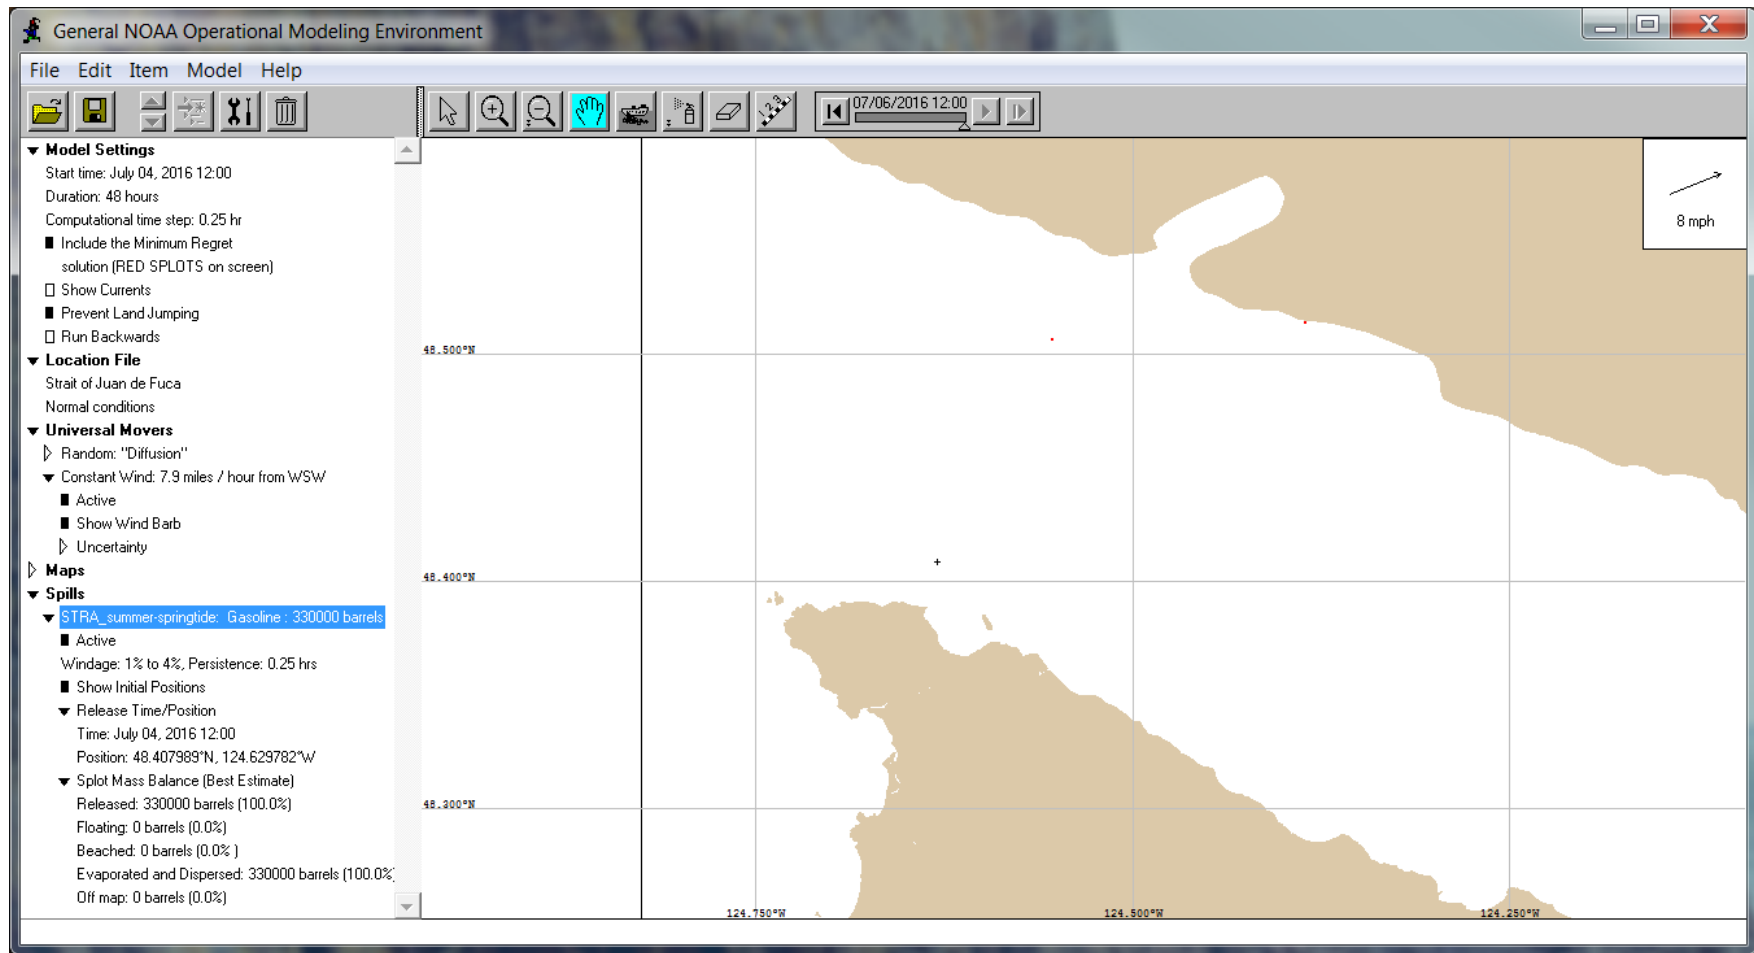 General NOAA Operational Modeling Environment
File Edit Item Model Help
1 2 3
07/06/2016 12:00
Model Settings
Start time: July 04, 2016 12:00
Duration: 48 hours
Computational time step: 0.25 hr
Include the Minimum Regret
solution (RED SPLOTS on screen)
Show Currents
Prevent Land Jumping
Run Backwards
Location File
Strait of Juan de Fuca
Normal conditions
Universal Movers
Random: "Diffusion"
Constant Wind: 7.9 miles / hour from WSW
Active
Show Wind Barb
Uncertainty
Maps
Spills
STRA_summer-springtide: Gasoline : 330000 barrels
Active
Windage: 1% to 4%, Persistence: 0.25 hrs
Show Initial Positions
Release Time/Position
Time: July 04, 2016 12:00
Position: 48.407989°N, 124.629782°W
Splot Mass Balance (Best Estimate)
Released: 330000 barrels (100.0%)
Floating: 0 barrels (0.0%)
Beached: 0 barrels (0.0% )
Evaporated and Dispersed: 330000 barrels (100.0%
Off map: 0 barrels (0.0%)
8 mph
48.500°N
48.400°N
48.300°N
124.750°W
124.500°W
124.250°W